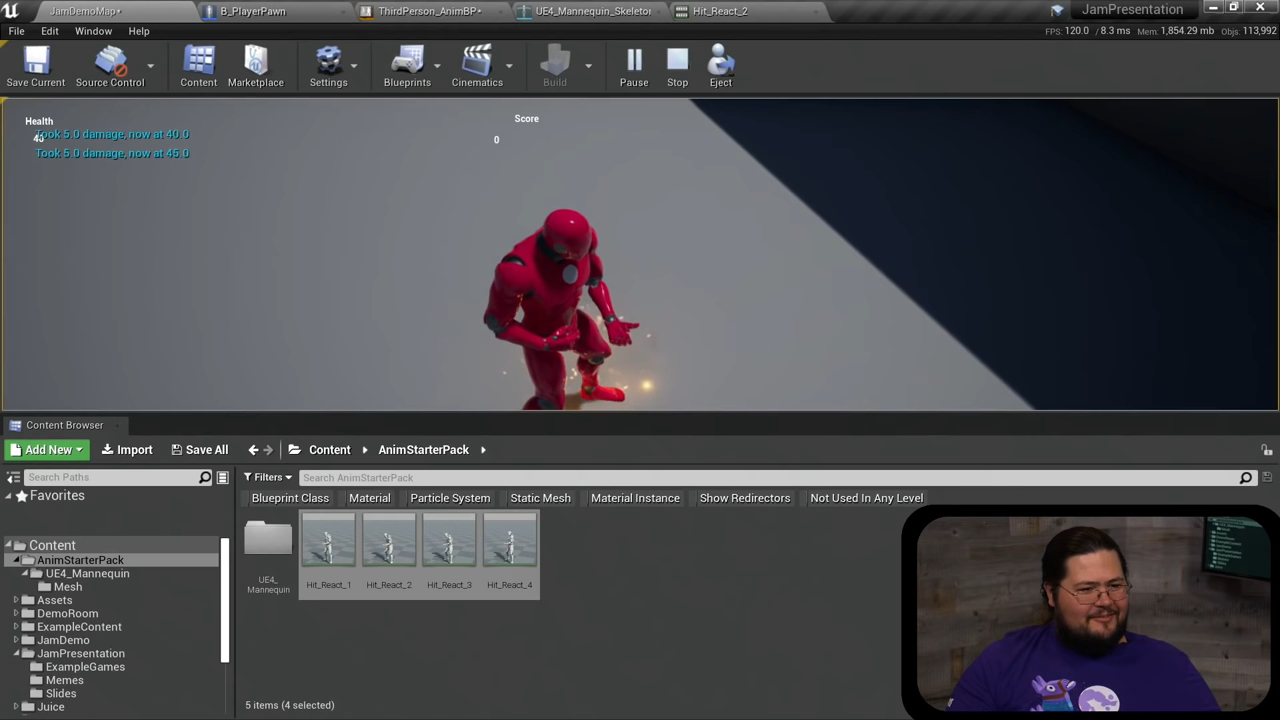 JamDemoMap*
B_PlayerPawn
ThirdPerson_AnimBP*
UE4_Mannequin_Skeleton
Hit_React_2
JamPresentation
File Edit Window Help
FPS: 120.0 / 8.3 ms Mem: 1,854.29 mb Objs: 113,992
Save Current
Source Control
Content
Marketplace
Settings
Blueprints
Cinematics
Build
Pause
Stop
Eject
Health
40
Took 5.0 damage, now at 40.0
Took 5.0 damage, now at 45.0
Score
0
Content Browser
Add New Import Save All Content AnimStarterPack
Search Paths
Filters Search AnimStarterPack
Favorites
Blueprint Class Material Particle System Static Mesh Material Instance Show Redirectors Not Used In Any Level
Content
AnimStarterPack
UE4_Mannequin
Mesh
Assets
DemoRoom
ExampleContent
JamDemo
JamPresentation
ExampleGames
Memes
Slides
Juice
UE4_
Mannequin
Hit_React_1
Hit_React_2
Hit_React_3
Hit_React_4
5 items (4 selected)